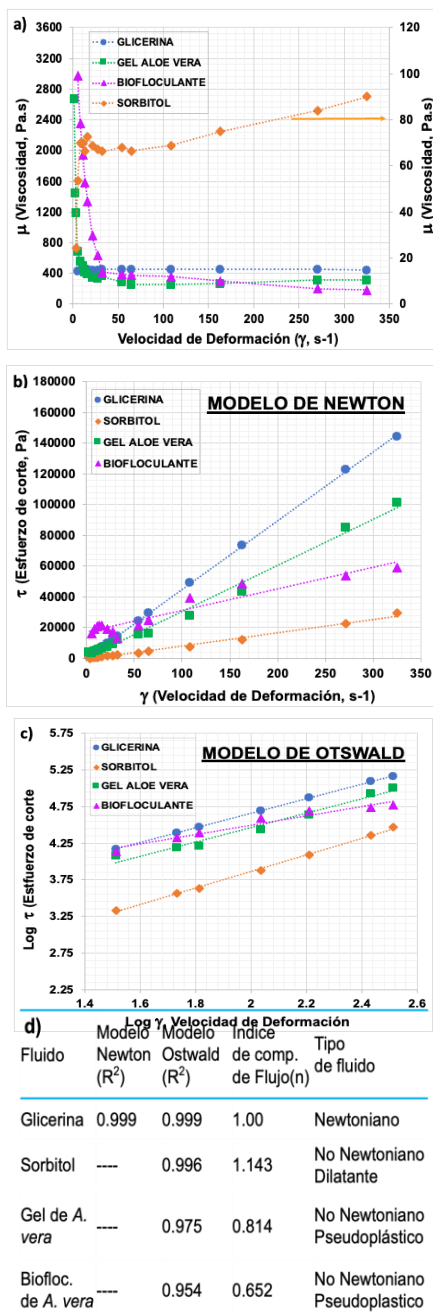 a)
GLICERINA
GEL ALOE VERA
BIOFLOCULANTE
SORBITOL
μ (Viscosidad, Pa.s)
3600
3200
2800
2400
2000
1600
1200
800
400
0
μ (Viscosidad, Pa.s)
120
100
80
60
40
20
0
0 50 100 150 200 250 300 350
Velocidad de Deformación (γ, s-1)
b)
MODELO DE NEWTON
GLICERINA
SORBITOL
GEL ALOE VERA
BIOFLOCULANTE
τ (Esfuerzo de corte, Pa)
180000
160000
140000
120000
100000
80000
60000
40000
20000
0
0 50 100 150 200 250 300 350
γ (Velocidad de Deformación, s-1)
c)
MODELO DE OTSWALD
GLICERINA
SORBITOL
GEL ALOE VERA
BIOFLOCULANTE
Log τ (Estfuerzo de corte
5.75
5.25
4.75
4.25
3.75
3.25
2.75
2.25
1.4 1.6 1.8 2 2.2 2.4 2.6
Log γ, Velocidad de Deformación
d)
Fluido Modelo Newton (R²) Modelo Ostwald (R²) Índice de comp. de Flujo(n) Tipo de fluido
Glicerina 0.999 0.999 1.00 Newtoniano
Sorbitol ---- 0.996 1.143 No Newtoniano Dilatante
Gel de A. vera ---- 0.975 0.814 No Newtoniano Pseudoplástico
Biofloc. de A. vera ---- 0.954 0.652 No Newtoniano Pseudoplastico